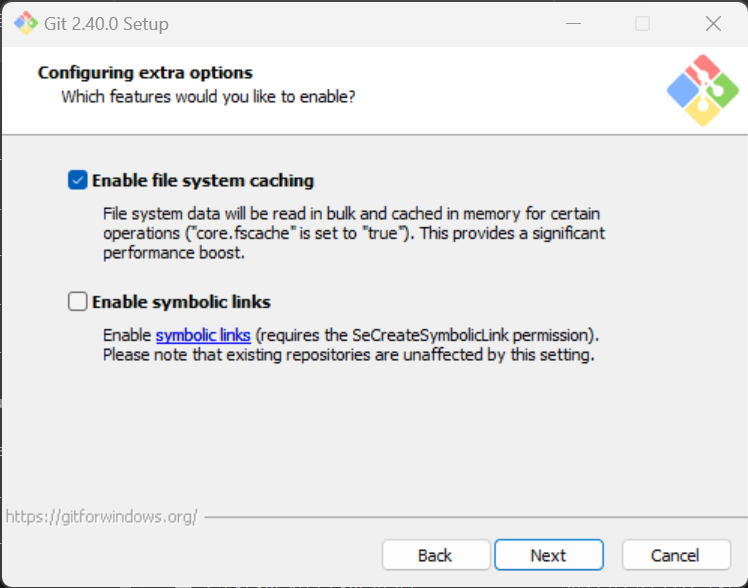 Git 2.40.0 Setup
Configuring extra options
Which features would you like to enable?
Enable file system caching
File system data will be read in bulk and cached in memory for certain
operations ("core.fscache" is set to "true"). This provides a significant
performance boost.
Enable symbolic links
Enable symbolic links (requires the SeCreateSymbolicLink permission).
Please note that existing repositories are unaffected by this setting.
https://gitforwindows.org/
Back Next Cancel